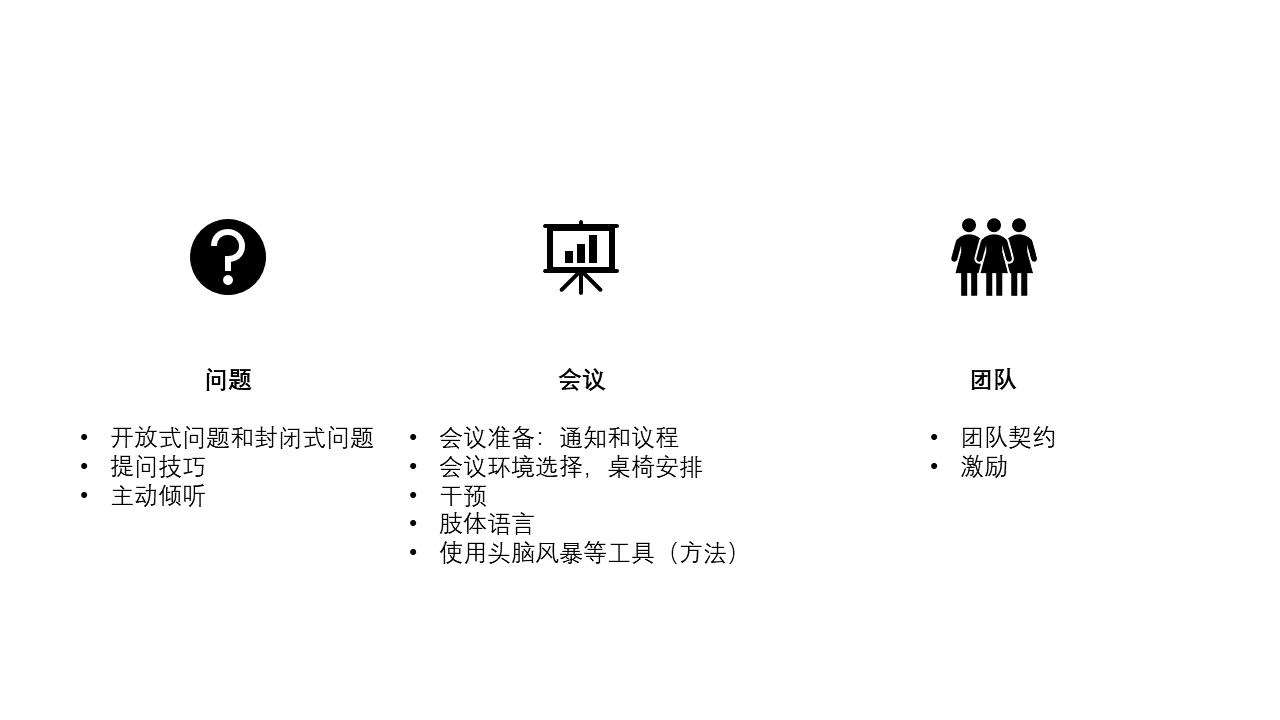 问题
• 开放式问题和封闭式问题
• 提问技巧
• 主动倾听
会议
• 会议准备：通知和议程
• 会议环境选择，桌椅安排
• 干预
• 肢体语言
• 使用头脑风暴等工具（方法）
团队
• 团队契约
• 激励